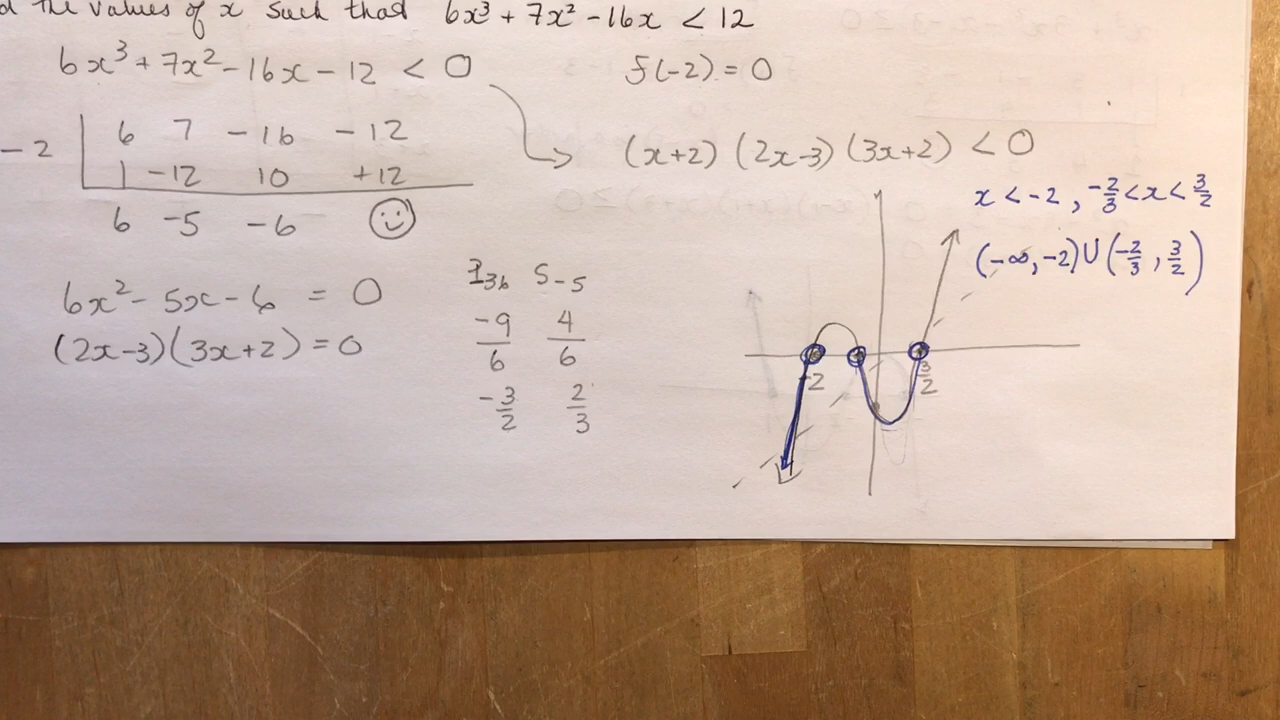 d the values of x such that 6x³ + 7x² - 16x < 12
6x³ + 7x² - 16x - 12 < 0
f(-2) = 0
-2 | 6 7 -16 -12
-12 10 +12
6 -5 -6 ☺
(x+2) (2x-3) (3x+2) < 0
x < -2, -2/3 < x < 3/2
(-∞, -2) ∪ (-2/3, 3/2)
6x² - 5x - 6 = 0
(2x-3)(3x+2) = 0
S -5
-9/6 4/6
-3/2 2/3
-2 3/2